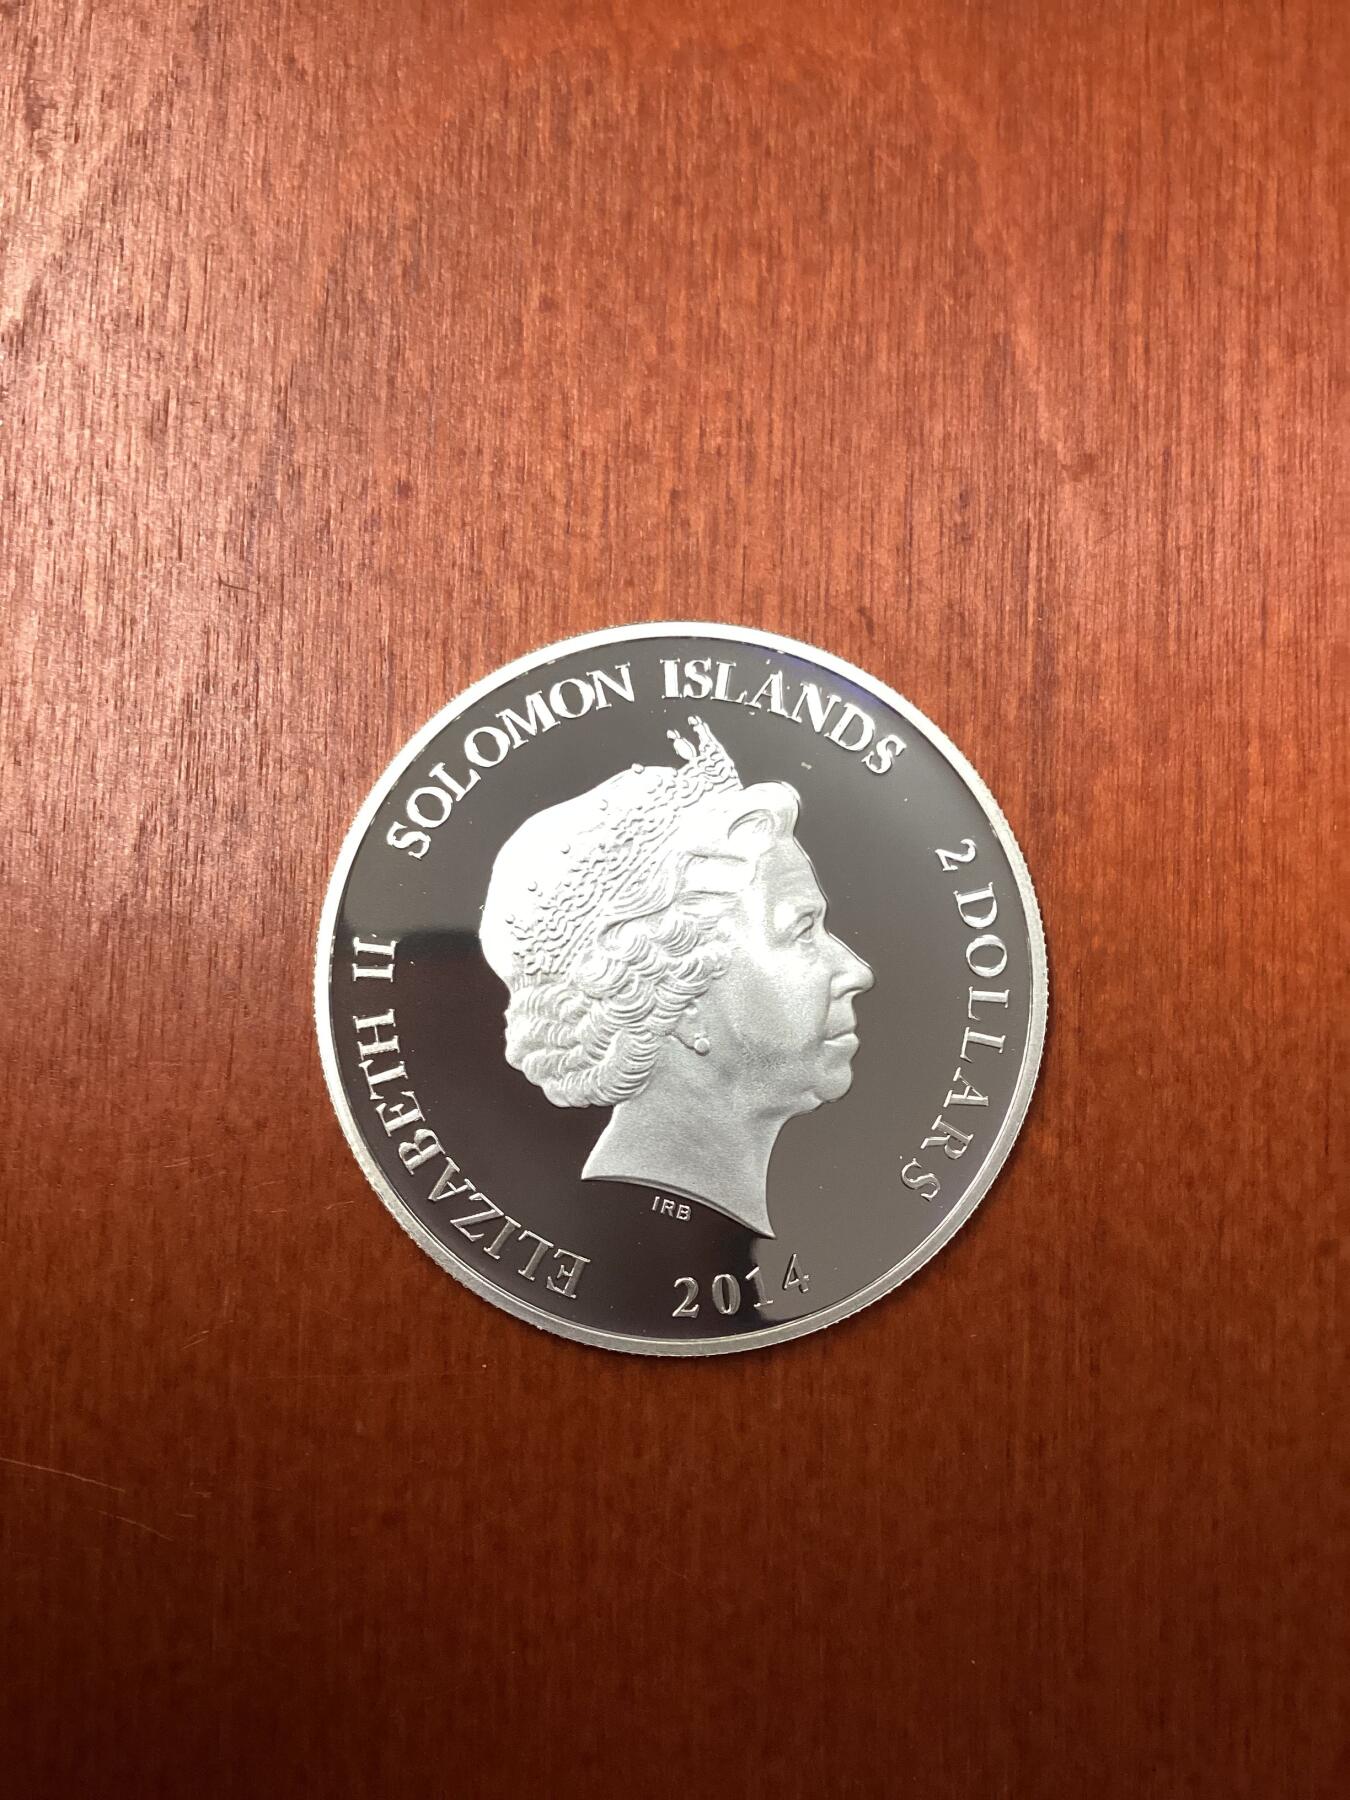 ELIZABETH II
SOLOMON ISLANDS
2 DOLLARS
IRB
2014